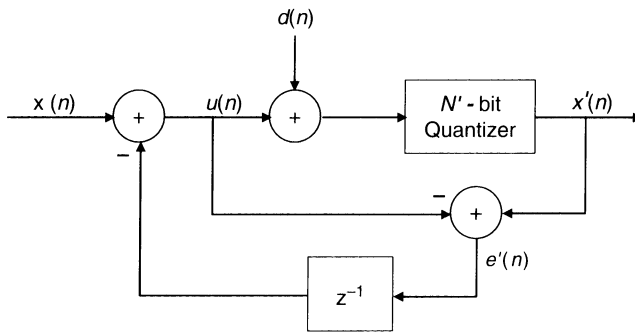 d(n)
x (n)
+
u(n)
+
N' - bit
Quantizer
x'(n)
−
−
+
e'(n)
z⁻¹